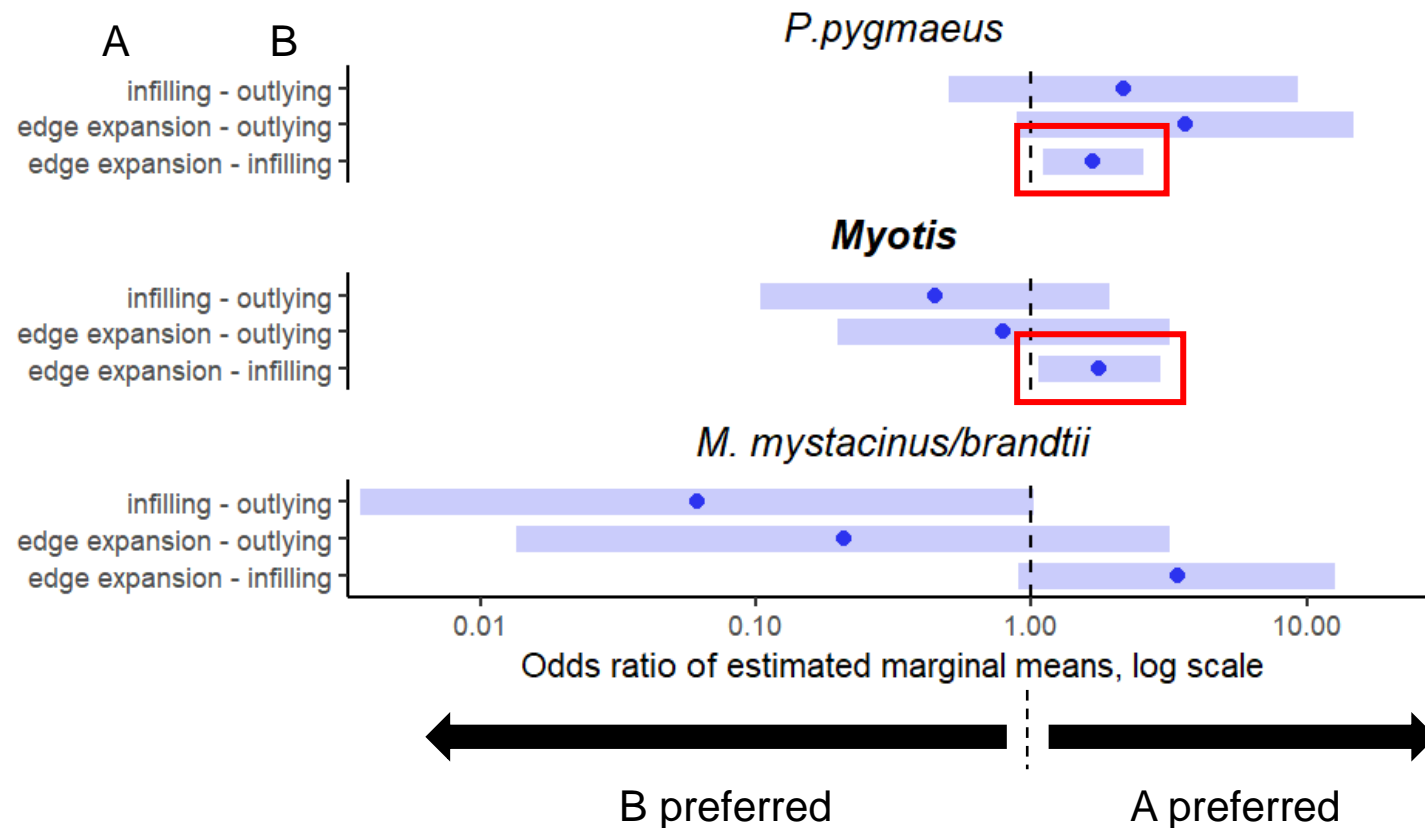 A B
P.pygmaeus
infilling - outlying
edge expansion - outlying
edge expansion - infilling
Myotis
infilling - outlying
edge expansion - outlying
edge expansion - infilling
M. mystacinus/brandtii
infilling - outlying
edge expansion - outlying
edge expansion - infilling
0.01 0.10 1.00 10.00
Odds ratio of estimated marginal means, log scale
B preferred A preferred